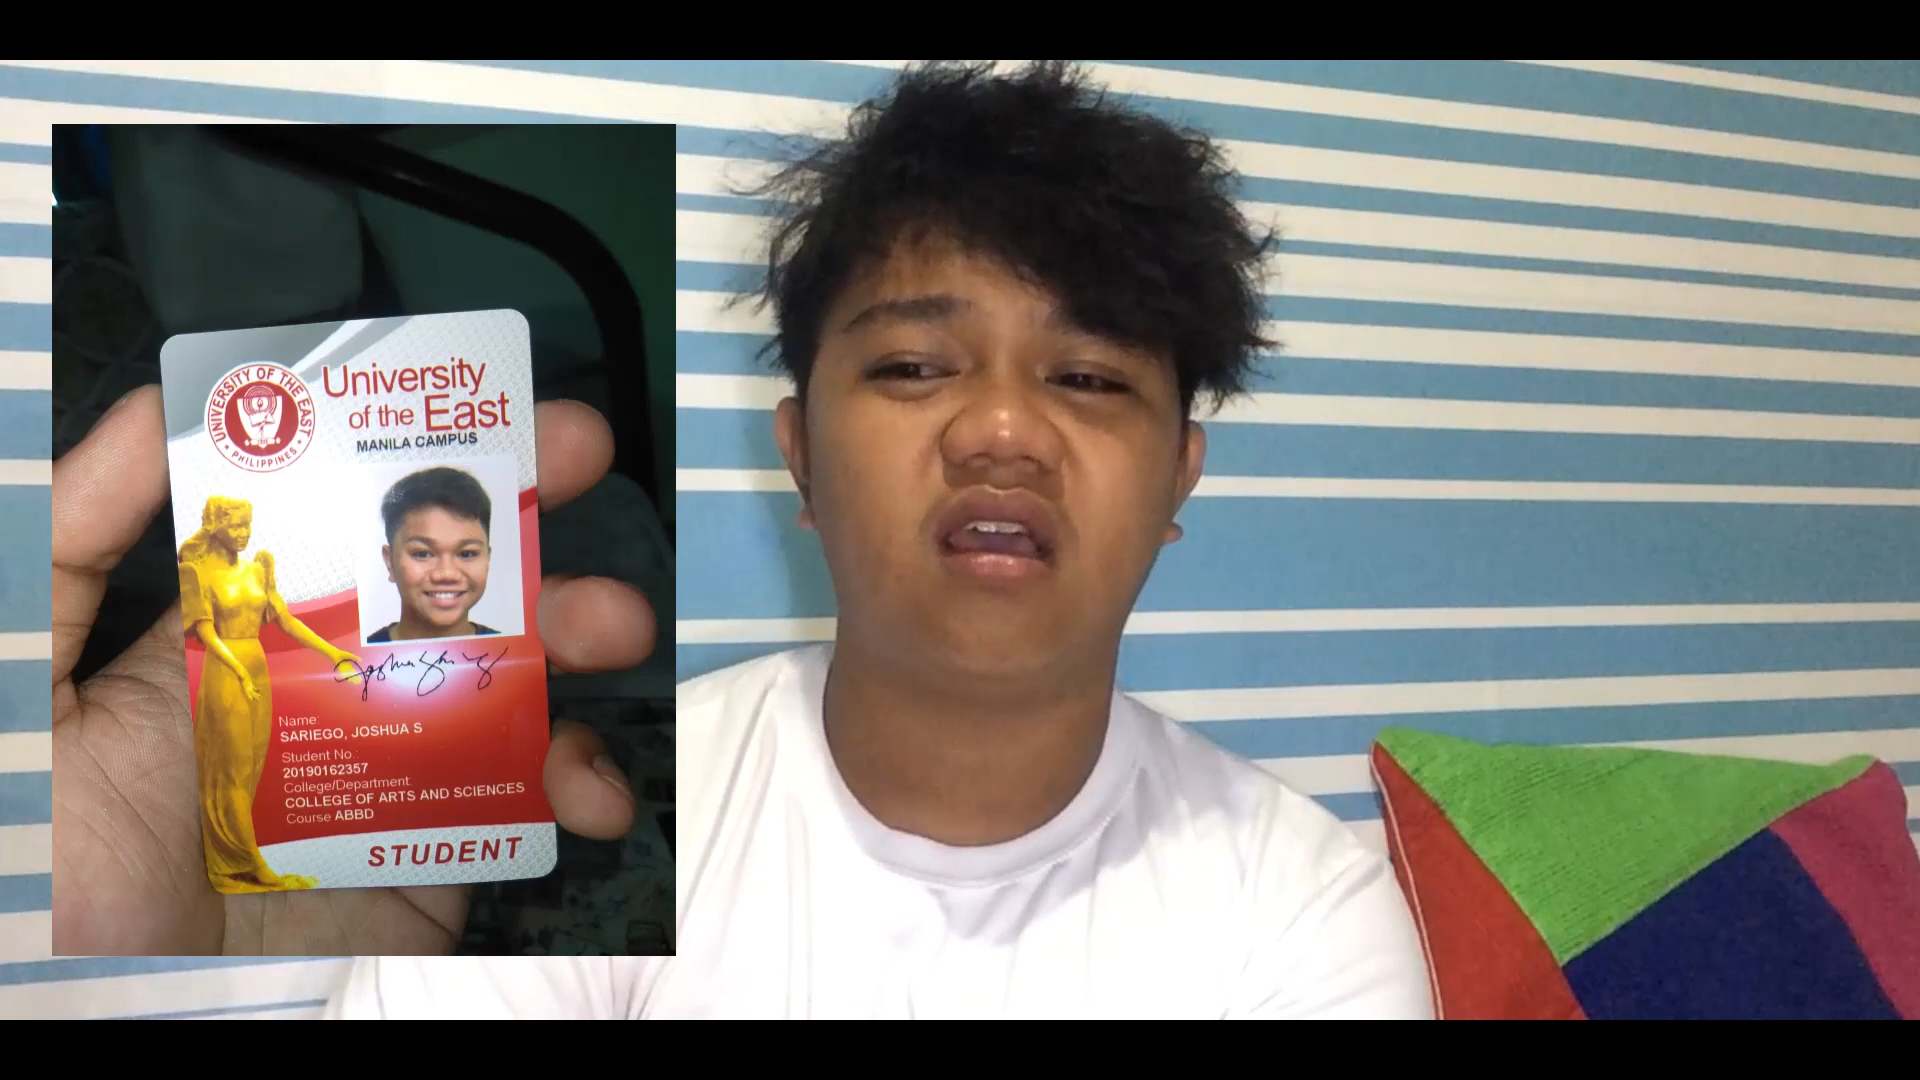 UNIVERSITY OF THE EAST
PHILIPPINES
University
of the East
MANILA CAMPUS
Name:
SARIEGO, JOSHUA S
Student No.:
20190162357
College/Department:
COLLEGE OF ARTS AND SCIENCES
Course ABBD
STUDENT